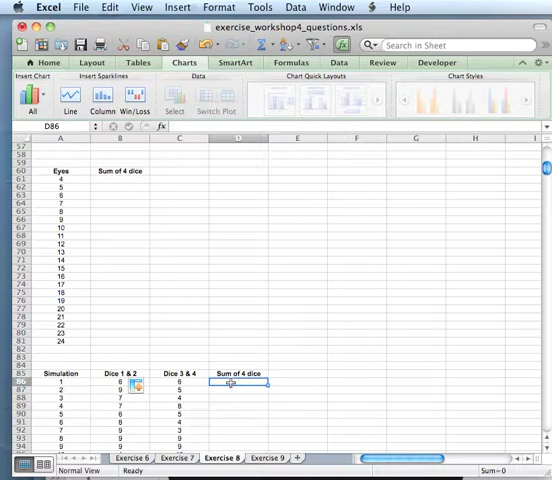 Excel File Edit View Insert Format Tools Data Window Help
exercise_workshop4_questions.xls
Search in Sheet
Home Layout Tables Charts SmartArt Formulas Data Review Developer
Insert Chart Insert Sparklines Data Chart Quick Layouts Chart Styles
All Line Column Win/Loss Select Switch Plot
D86 fx
A B C D E F G H I
57
58
59
60 Eyes Sum of 4 dice
61 4
62 5
63 6
64 7
65 8
66 9
67 10
68 11
69 12
70 13
71 14
72 15
73 16
74 17
75 18
76 19
77 20
78 21
79 22
80 23
81 24
82
83
84
85 Simulation Dice 1 & 2 Dice 3 & 4 Sum of 4 dice
86 1 6 6
87 2 9 5
88 3 7 4
89 4 7 8
90 5 6 5
91 6 8 4
92 7 9 3
93 8 9 9
94 9 9 9
Exercise 6 Exercise 7 Exercise 8 Exercise 9 +
Normal View Ready Sum=0